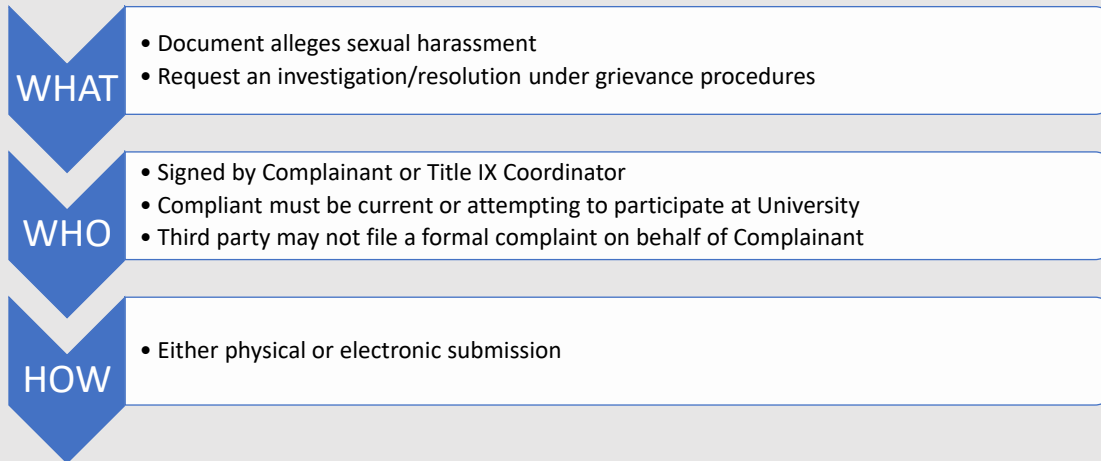 WHAT
• Document alleges sexual harassment
• Request an investigation/resolution under grievance procedures
WHO
• Signed by Complainant or Title IX Coordinator
• Compliant must be current or attempting to participate at University
• Third party may not file a formal complaint on behalf of Complainant
HOW
• Either physical or electronic submission